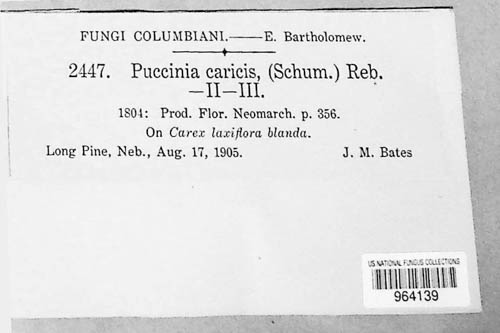 FUNGI COLUMBIANI.——E. Bartholomew.
2447. Puccinia caricis, (Schum.) Reb.
—II—III.
1804: Prod. Flor. Neomarch. p. 356.
On Carex laxiflora blanda.
Long Pine, Neb., Aug. 17, 1905. J. M. Bates
US NATIONAL FUNGUS COLLECTIONS
964139